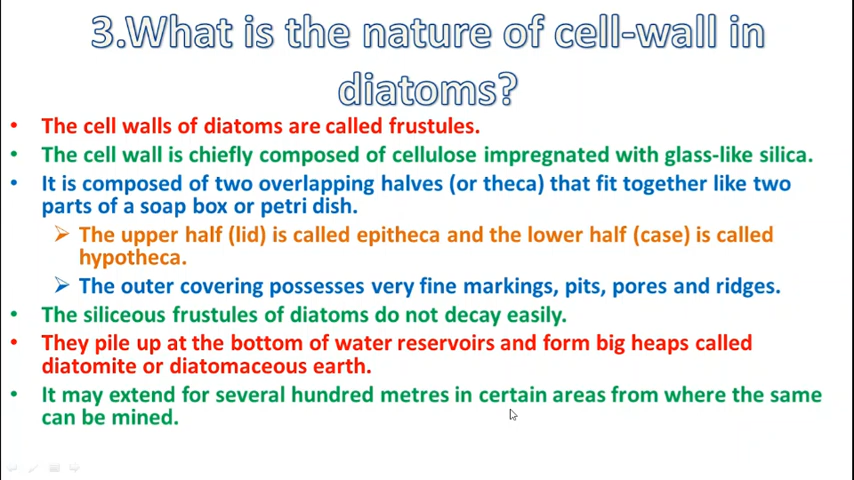 3.What is the nature of cell-wall in
diatoms?
• The cell walls of diatoms are called frustules.
• The cell wall is chiefly composed of cellulose impregnated with glass-like silica.
• It is composed of two overlapping halves (or theca) that fit together like two
parts of a soap box or petri dish.
➢ The upper half (lid) is called epitheca and the lower half (case) is called
hypotheca.
➢ The outer covering possesses very fine markings, pits, pores and ridges.
• The siliceous frustules of diatoms do not decay easily.
• They pile up at the bottom of water reservoirs and form big heaps called
diatomite or diatomaceous earth.
• It may extend for several hundred metres in certain areas from where the same
can be mined.